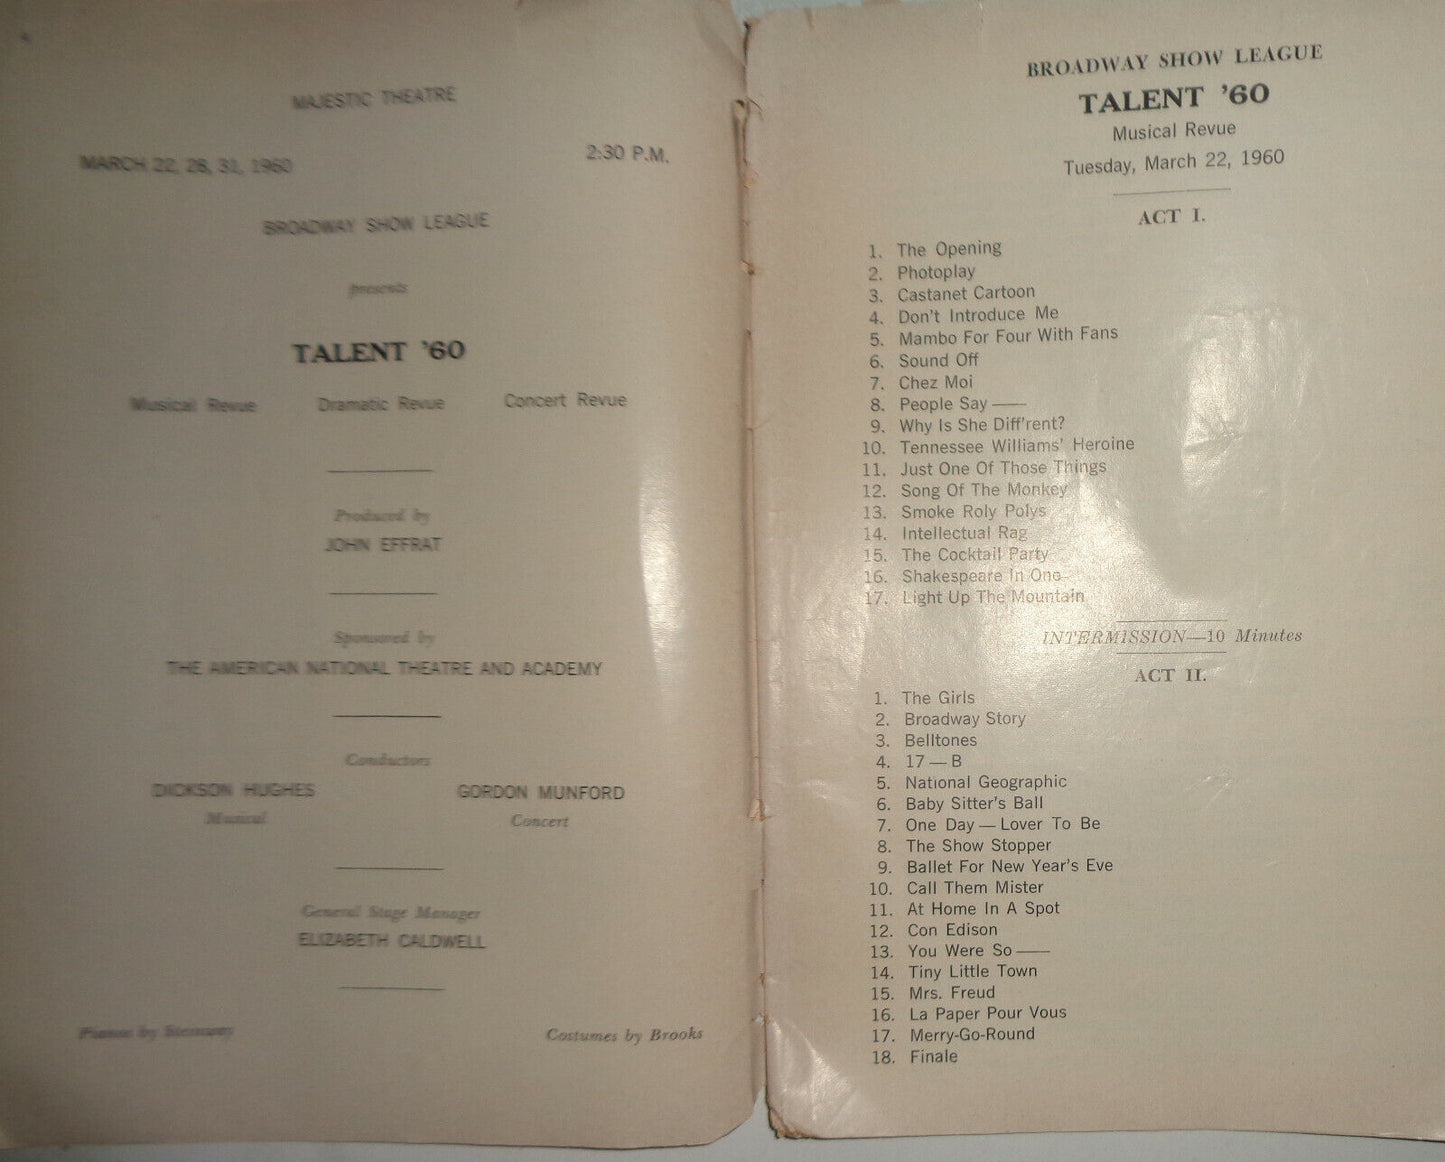 MAJESTIC THEATRE
MARCH 22, 28, 31, 1960 2:30 P.M.
BROADWAY SHOW LEAGUE
presents
TALENT '60
Musical Revue Dramatic Revue Concert Revue
Produced by
JOHN EFFRAT
Sponsored by
THE AMERICAN NATIONAL THEATRE AND ACADEMY
Conductors
DICKSON HUGHES GORDON MUNFORD
Musical Concert
General Stage Manager
ELIZABETH CALDWELL
Pianos by Steinway Costumes by Brooks
BROADWAY SHOW LEAGUE
TALENT '60
Musical Revue
Tuesday, March 22, 1960
ACT I.
1. The Opening
2. Photoplay
3. Castanet Cartoon
4. Don't Introduce Me
5. Mambo For Four With Fans
6. Sound Off
7. Chez Moi
8. People Say——
9. Why Is She Diff'rent?
10. Tennessee Williams' Heroine
11. Just One Of Those Things
12. Song Of The Monkey
13. Smoke Roly Polys
14. Intellectual Rag
15. The Cocktail Party
16. Shakespeare In One
17. Light Up The Mountain
INTERMISSION—10 Minutes
ACT II.
1. The Girls
2. Broadway Story
3. Belltones
4. 17—B
5. National Geographic
6. Baby Sitter's Ball
7. One Day—Lover To Be
8. The Show Stopper
9. Ballet For New Year's Eve
10. Call Them Mister
11. At Home In A Spot
12. Con Edison
13. You Were So——
14. Tiny Little Town
15. Mrs. Freud
16. La Paper Pour Vous
17. Merry-Go-Round
18. Finale